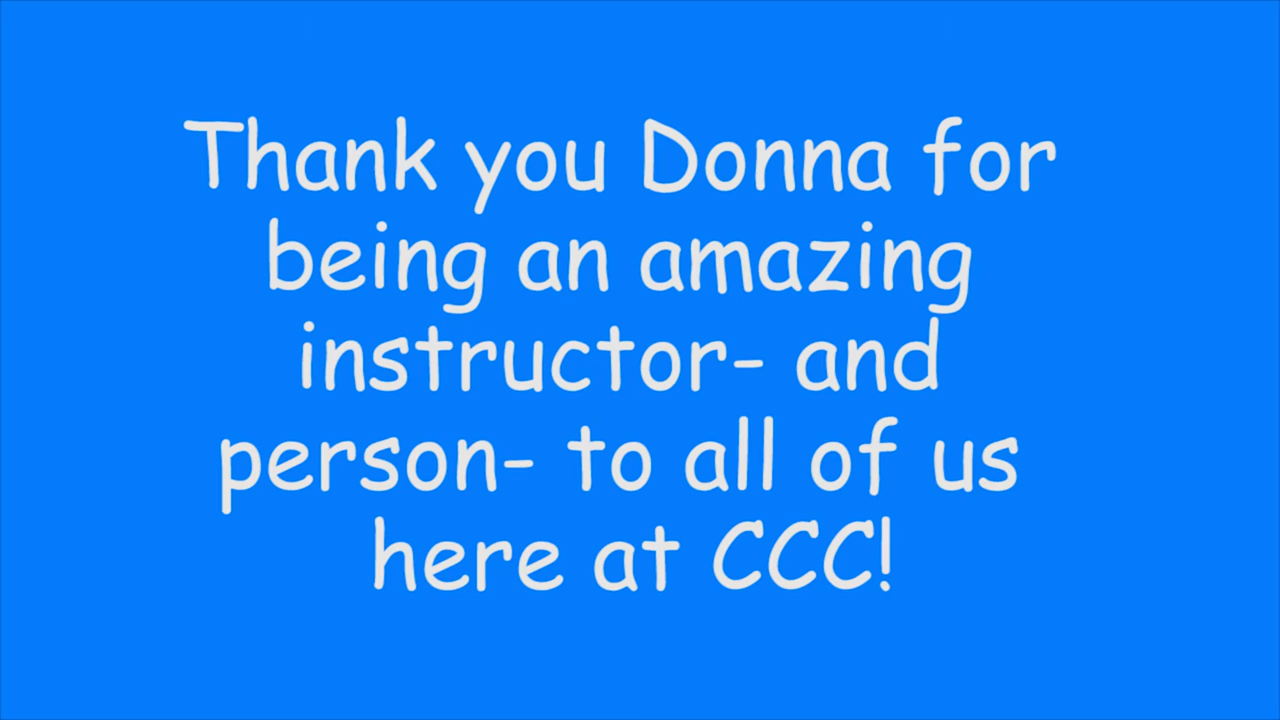 Thank you Donna for
being an amazing
instructor- and
person- to all of us
here at CCC!